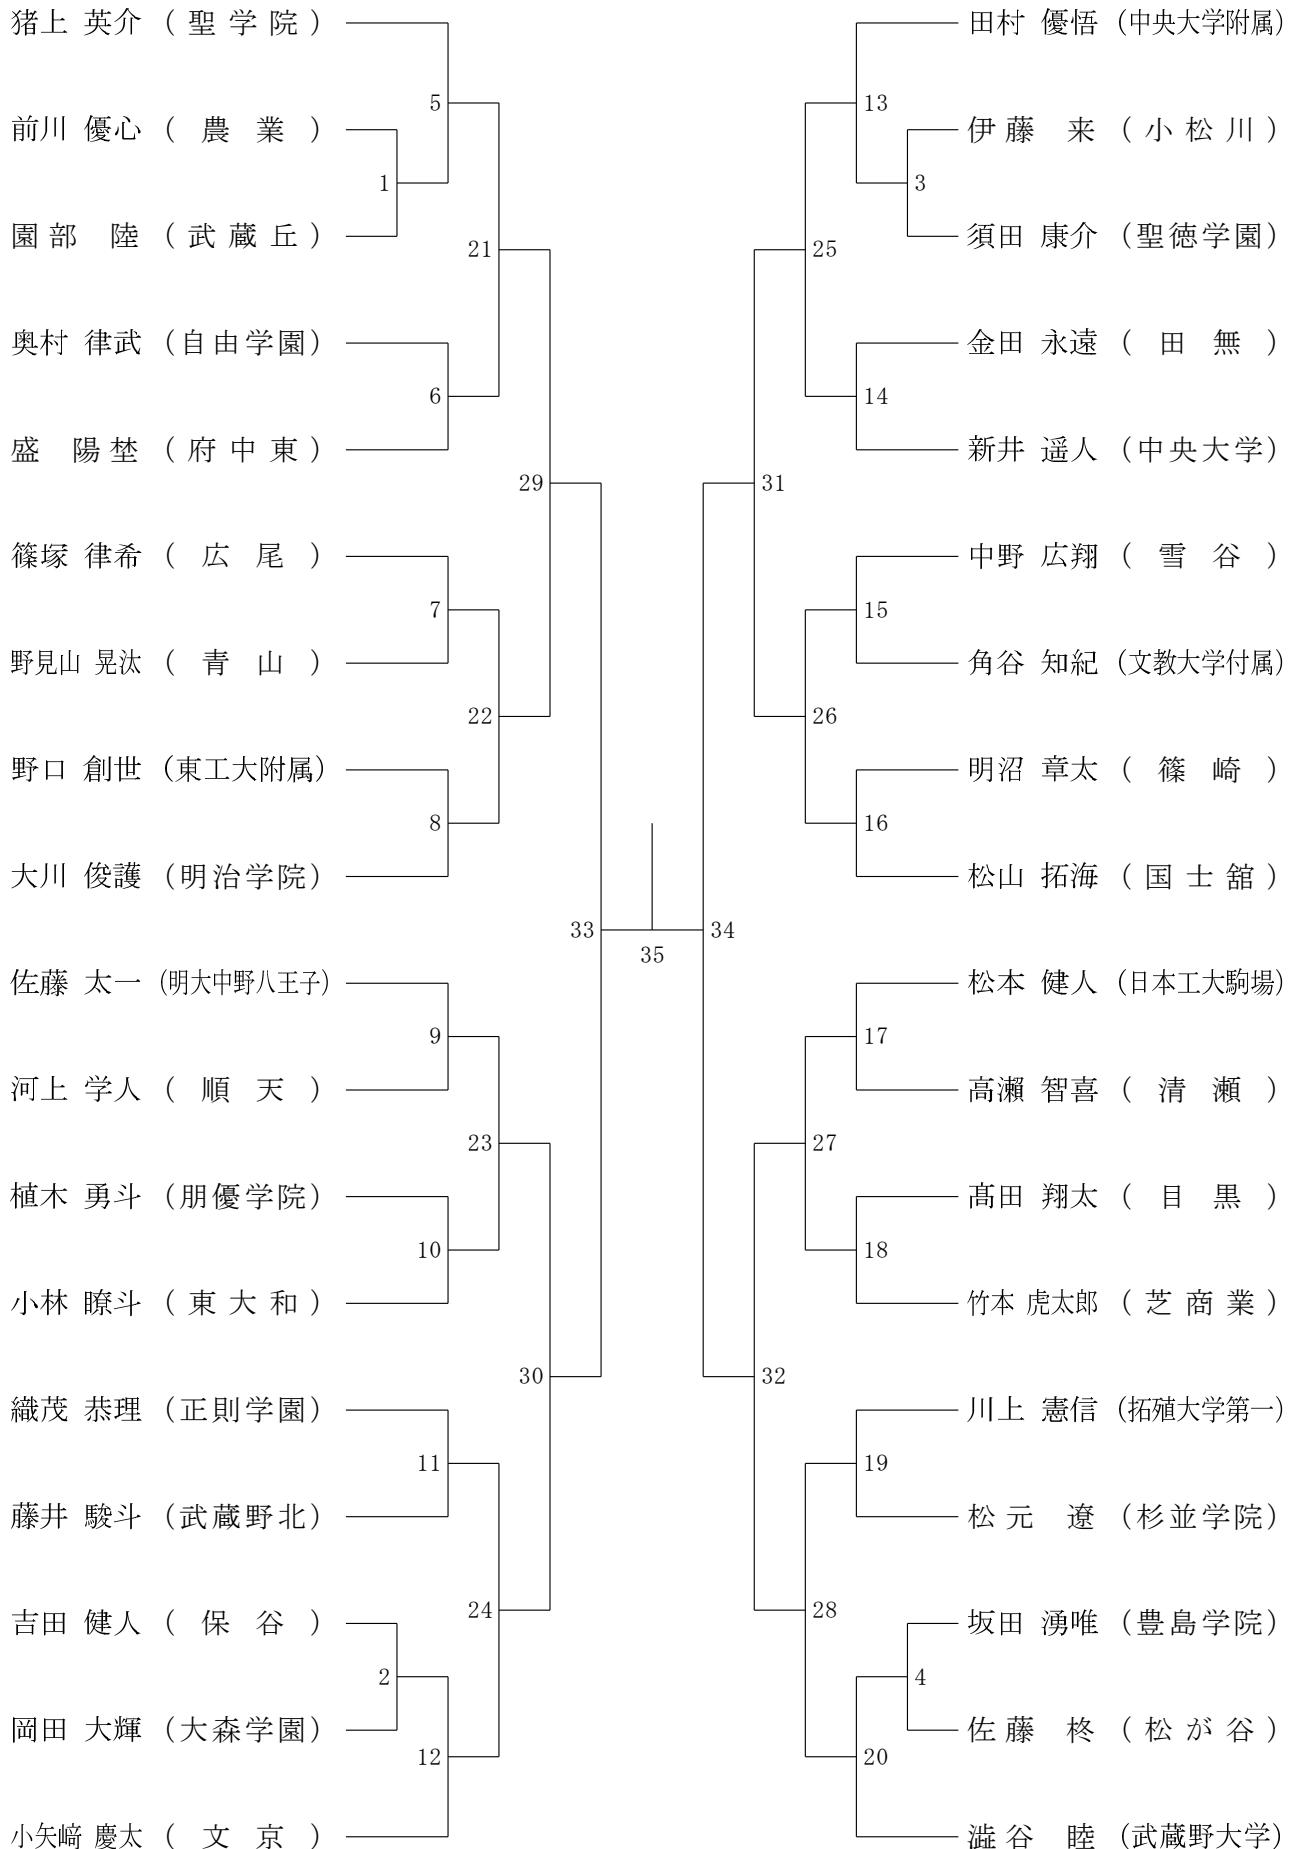 猪上 英介 (聖学院)
5
前川 優心 (農業)
1
園部 陸 (武蔵丘)
21
奥村 律武 (自由学園)
6
盛 陽埜 (府中東)
29
篠塚 律希 (広尾)
7
野見山 晃汰 (青山)
22
野口 創世 (東工大附属)
8
大川 俊護 (明治学院)
33
佐藤 太一 (明大中野八王子)
9
河上 学人 (順天)
23
植木 勇斗 (朋優学院)
10
小林 瞭斗 (東大和)
30
織茂 恭理 (正則学園)
11
藤井 駿斗 (武蔵野北)
24
吉田 健人 (保谷)
2
岡田 大輝 (大森学園)
12
小矢﨑 慶太 (文京)
35
田村 優悟 (中央大学附属)
13
伊藤 来 (小松川)
3
須田 康介 (聖徳学園)
25
金田 永遠 (田無)
14
新井 遥人 (中央大学)
31
中野 広翔 (雪谷)
15
角谷 知紀 (文教大学付属)
26
明沼 章太 (篠崎)
16
松山 拓海 (国士舘)
34
松本 健人 (日本工大駒場)
17
高瀨 智喜 (清瀬)
27
髙田 翔太 (目黒)
18
竹本 虎太郎 (芝商業)
32
川上 憲信 (拓殖大学第一)
19
松元 遼 (杉並学院)
28
坂田 湧唯 (豊島学院)
4
佐藤 柊 (松が谷)
20
澁谷 睦 (武蔵野大学)